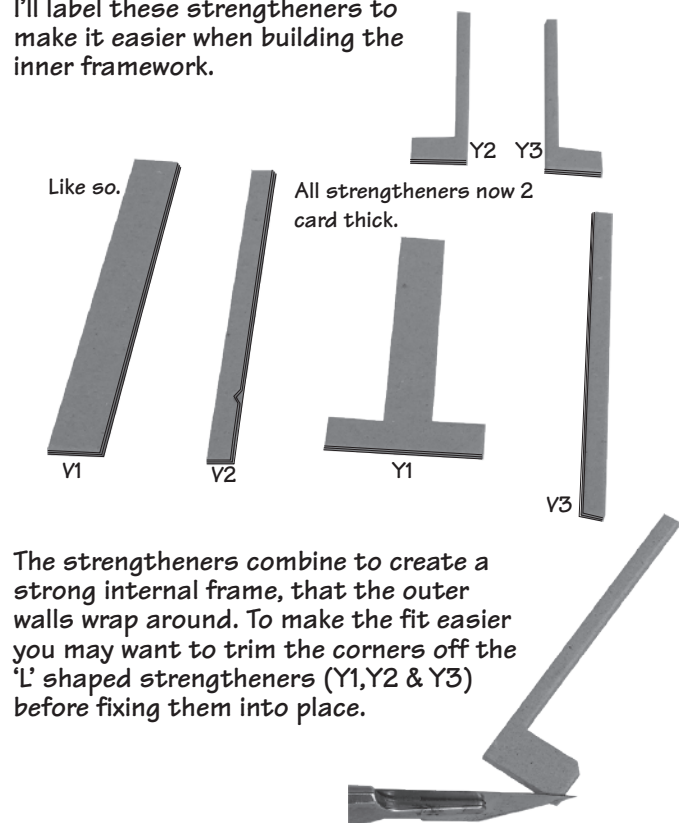 I'll label these strengtheners to
make it easier when building the
inner framework.
Y2 Y3
Like so.
All strengtheners now 2
card thick.
V1
V2
Y1
V3
The strengtheners combine to create a
strong internal frame, that the outer
walls wrap around. To make the fit easier
you may want to trim the corners off the
‘L’ shaped strengtheners (Y1,Y2 & Y3)
before fixing them into place.